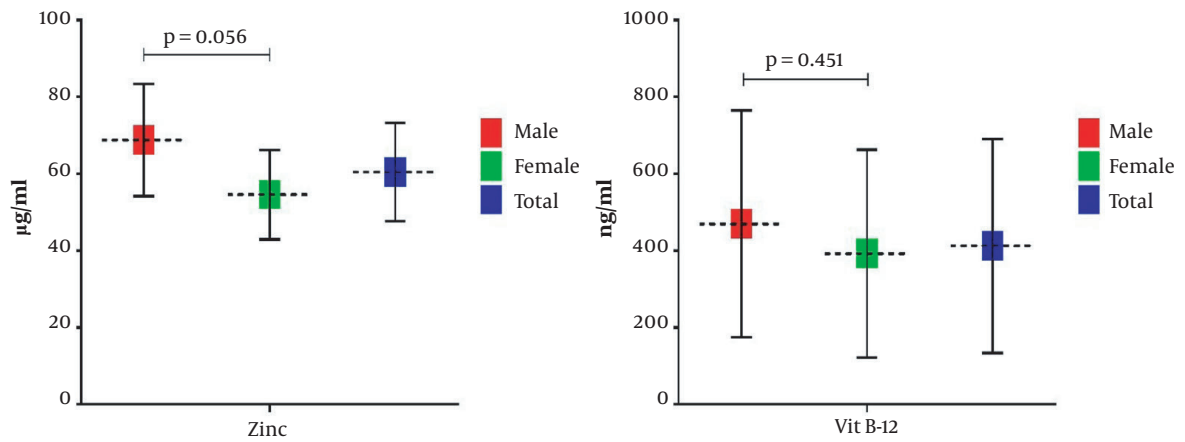 100
80
60
40
20
0
µg/ml
p = 0.056
Male
Female
Total
Zinc
1000
800
600
400
200
0
ng/ml
p = 0.451
Male
Female
Total
Vit B-12